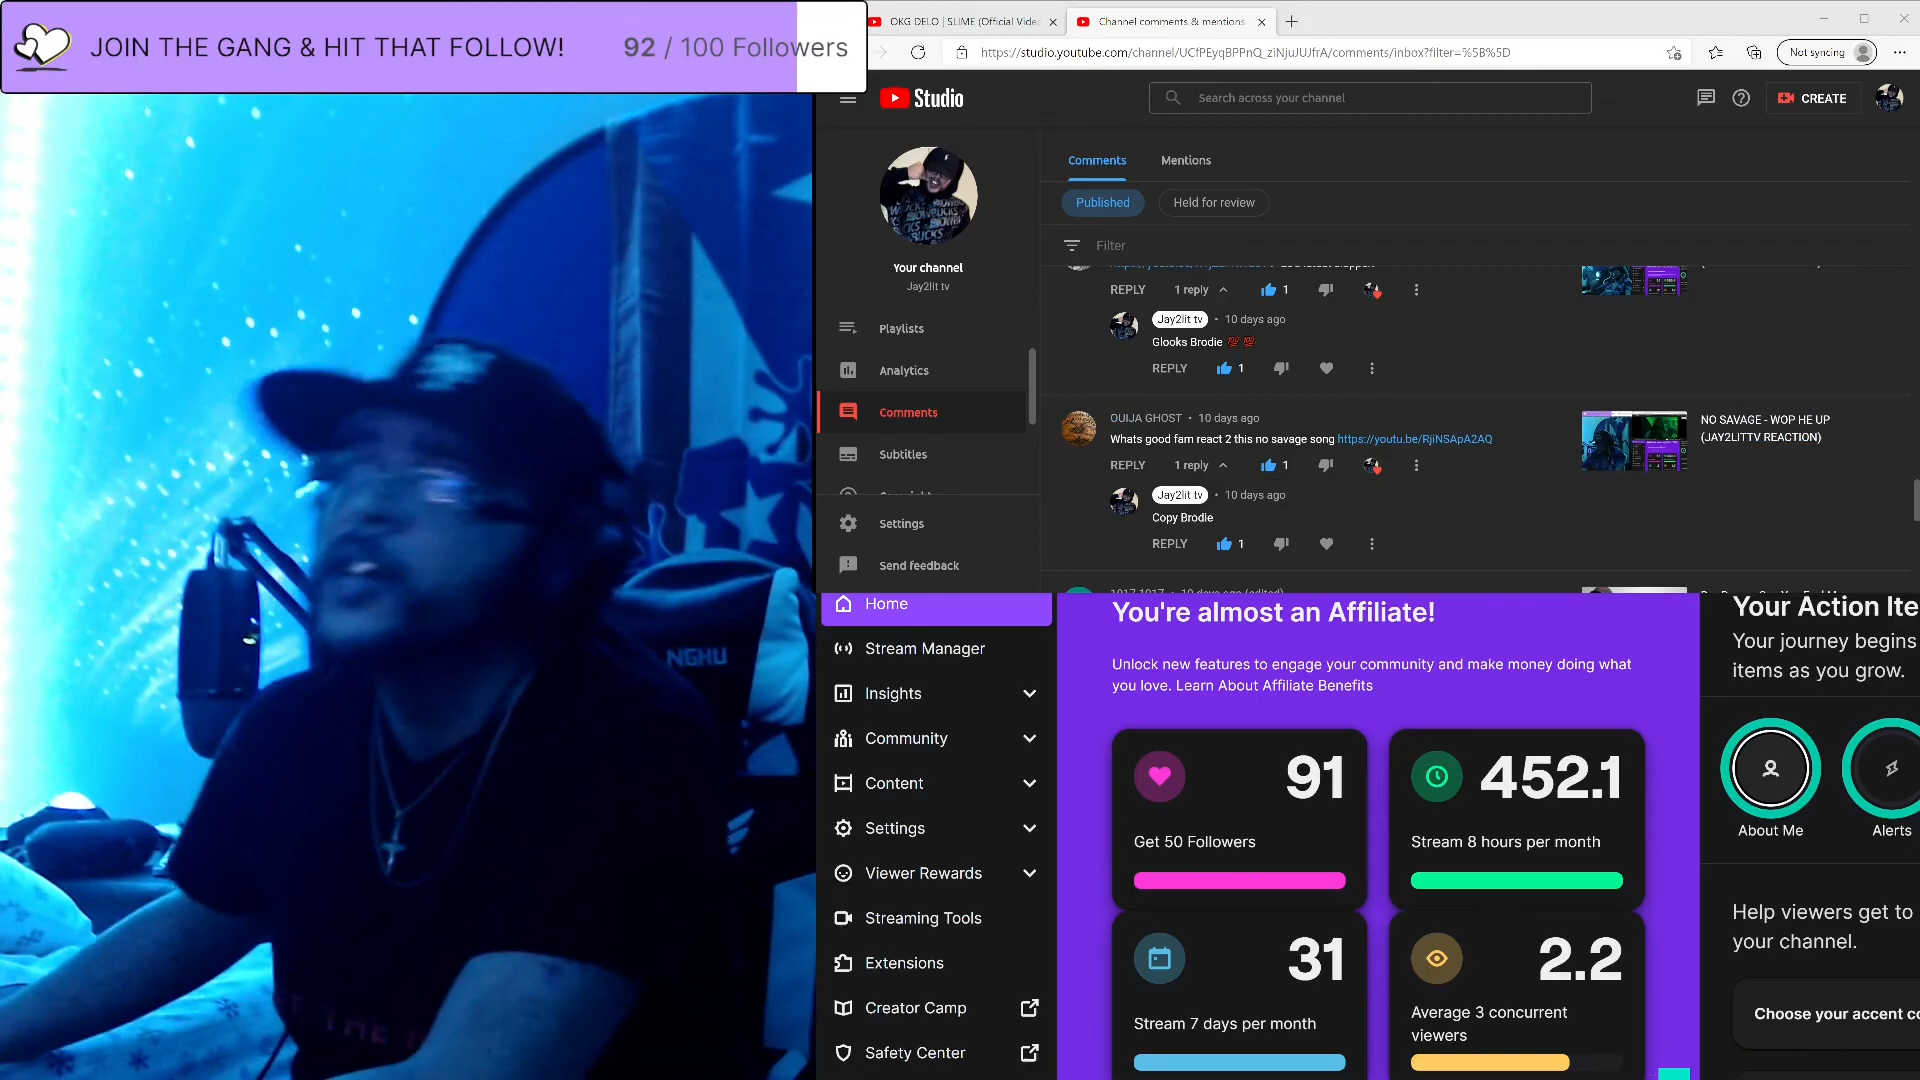 JOIN THE GANG & HIT THAT FOLLOW! 92 / 100 Followers
OKG DELO | SLIME (Official Vide
Channel comments & mentions
https://studio.youtube.com/channel/UCfPEyqBPPnQ_ziNjuJUUfrA/comments/inbox?filter=%5B%5D
Not syncing
Studio
Search across your channel
CREATE
Your channel
Jay2lit tv
Playlists
Analytics
Comments
Subtitles
Settings
Send feedback
Comments Mentions
Published Held for review
Filter
REPLY 1 reply 1
Jay2lit tv • 10 days ago
Glooks Brodie 💯 💯
REPLY 1
OUIJA GHOST • 10 days ago
Whats good fam react 2 this no savage song https://youtu.be/RjiNSApA2AQ
REPLY 1 reply 1
NO SAVAGE - WOP HE UP
(JAY2LITTV REACTION)
Jay2lit tv • 10 days ago
Copy Brodie
REPLY 1
1017 1017 • 10 days ago (edited)
Home
Stream Manager
Insights
Community
Content
Settings
Viewer Rewards
Streaming Tools
Extensions
Creator Camp
Safety Center
You're almost an Affiliate!
Unlock new features to engage your community and make money doing what
you love. Learn About Affiliate Benefits
91
Get 50 Followers
452.1
Stream 8 hours per month
31
Stream 7 days per month
2.2
Average 3 concurrent
viewers
Your Action Ite
Your journey begins
items as you grow.
About Me
Alerts
Help viewers get to
your channel.
Choose your accent co
NGHU